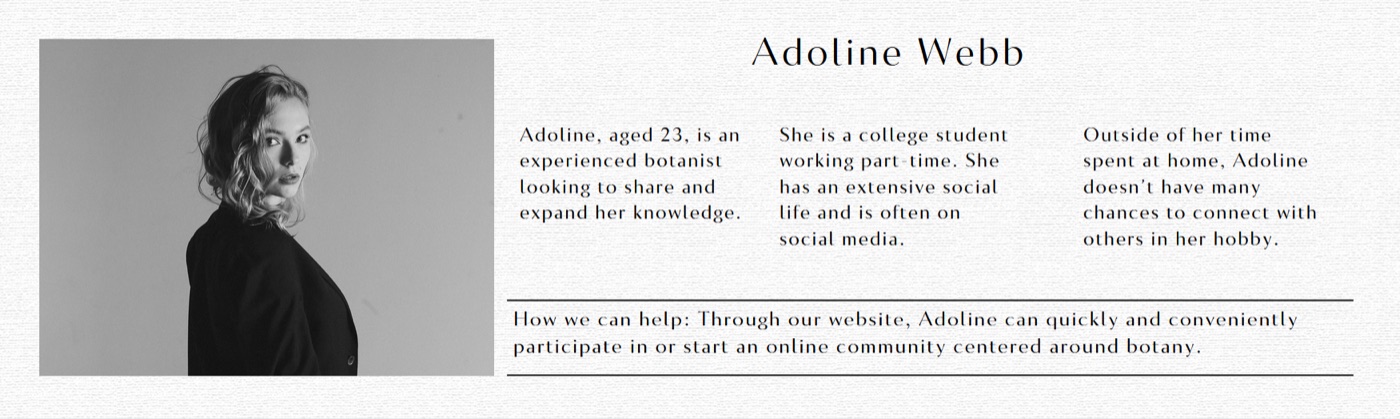 Adoline Webb
Adoline, aged 23, is an
experienced botanist
looking to share and
expand her knowledge.
She is a college student
working part-time. She
has an extensive social
life and is often on
social media.
Outside of her time
spent at home, Adoline
doesn't have many
chances to connect with
others in her hobby.
How we can help: Through our website, Adoline can quickly and conveniently
participate in or start an online community centered around botany.